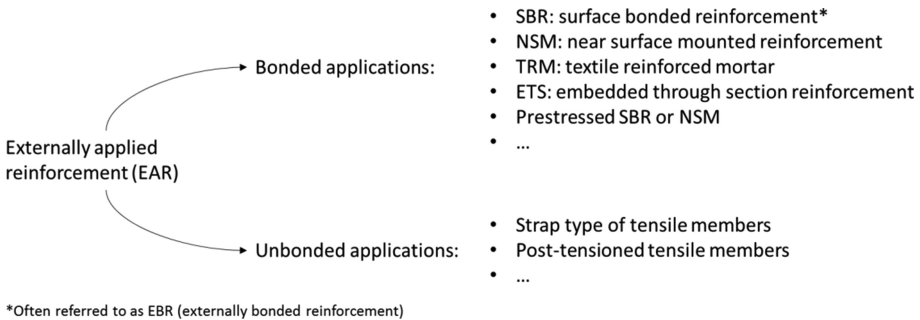 Externally applied
reinforcement (EAR)
Bonded applications:
• SBR: surface bonded reinforcement*
• NSM: near surface mounted reinforcement
• TRM: textile reinforced mortar
• ETS: embedded through section reinforcement
• Prestressed SBR or NSM
• ...
Unbonded applications:
• Strap type of tensile members
• Post-tensioned tensile members
• ...
*Often referred to as EBR (externally bonded reinforcement)